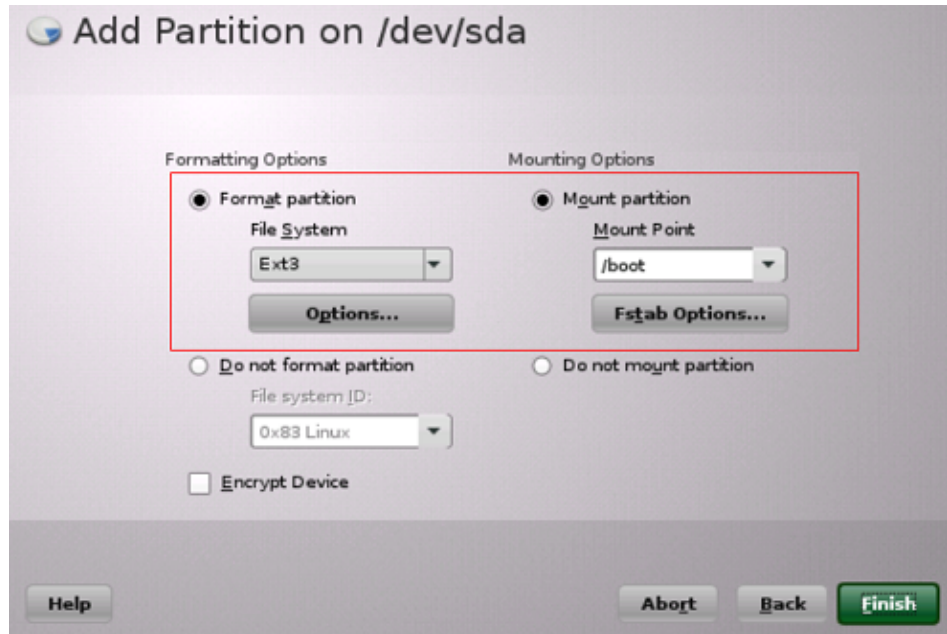 Add Partition on /dev/sda
Formatting Options
Format partition
File System
Ext3
Options...
Do not format partition
File system ID:
0x83 Linux
Encrypt Device
Mounting Options
Mount partition
Mount Point
/boot
Fstab Options...
Do not mount partition
Help
Abort
Back
Finish